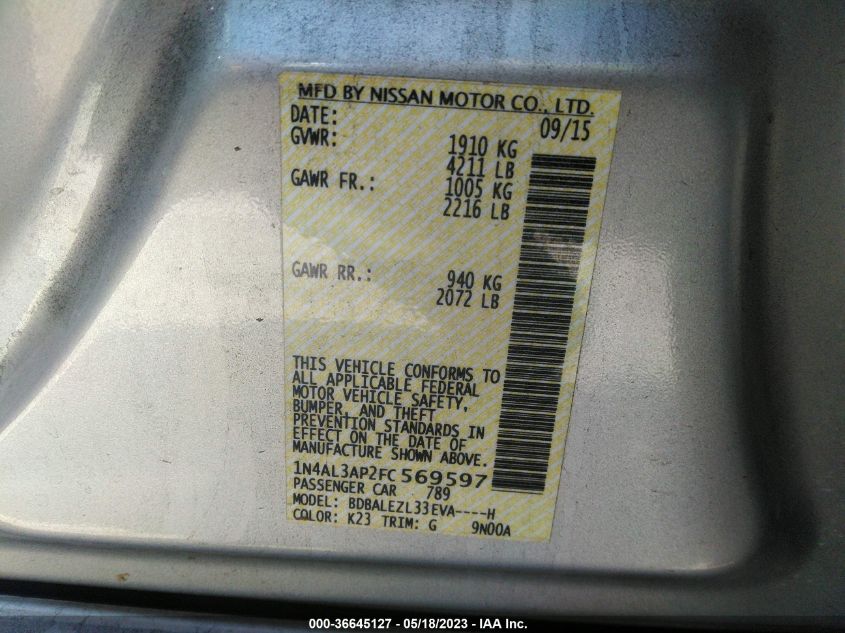 MFD BY NISSAN MOTOR CO., LTD.
DATE: 09/15
GVWR: 1910 KG
4211 LB
GAWR FR.: 1005 KG
2216 LB
GAWR RR.: 940 KG
2072 LB
THIS VEHICLE CONFORMS TO
ALL APPLICABLE FEDERAL
MOTOR VEHICLE SAFETY,
BUMPER, AND THEFT
PREVENTION STANDARDS IN
EFFECT ON THE DATE OF
MANUFACTURE SHOWN ABOVE.
1N4AL3AP2FC569597
PASSENGER CAR 789
MODEL: BDBALEZL33EVA----H
COLOR: K23 TRIM: G 9N00A
000-36645127 - 05/18/2023 - IAA Inc.